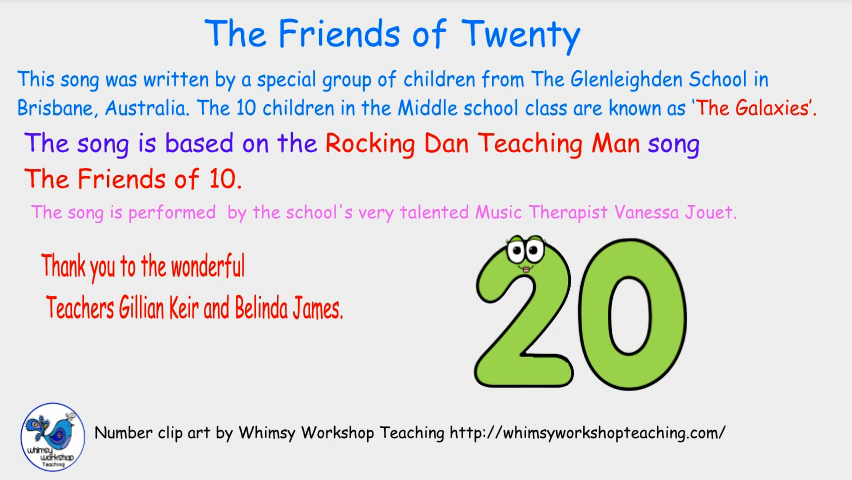 The Friends of Twenty
This song was written by a special group of children from The Glenleighden School in
Brisbane, Australia. The 10 children in the Middle school class are known as ‘The Galaxies’.
The song is based on the Rocking Dan Teaching Man song
The Friends of 10.
The song is performed  by the school's very talented Music Therapist Vanessa Jouet.
Thank you to the wonderful
Teachers Gillian Keir and Belinda James.
20
whimsy
workshop
Teaching
Number clip art by Whimsy Workshop Teaching http://whimsyworkshopteaching.com/